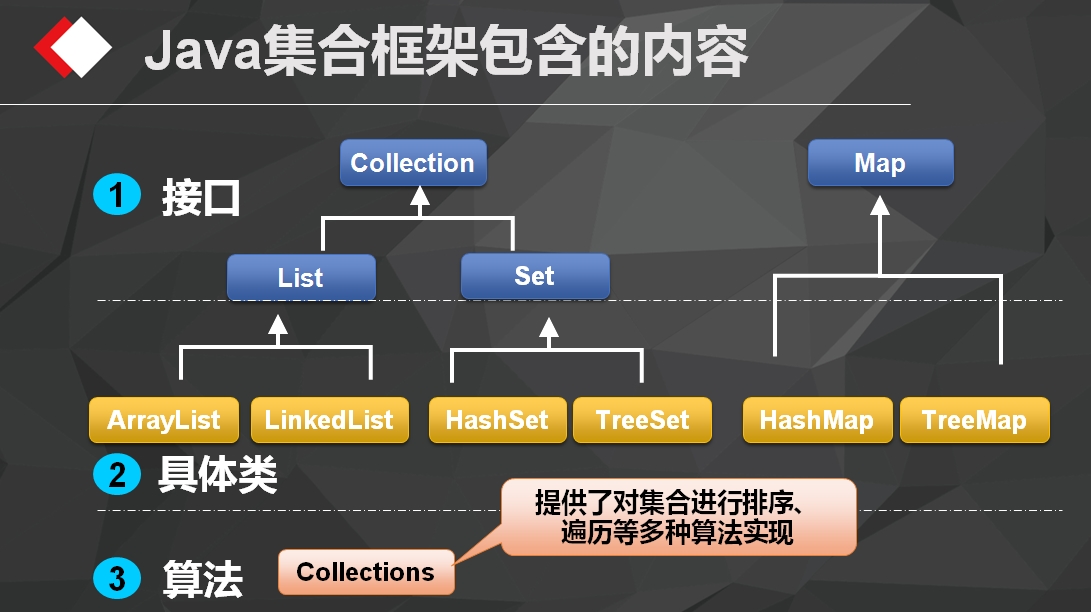 Java集合框架包含的内容
Collection
Map
1 接口
List
Set
ArrayList
LinkedList
HashSet
TreeSet
HashMap
TreeMap
2 具体类
提供了对集合进行排序、
遍历等多种算法实现
3 算法
Collections